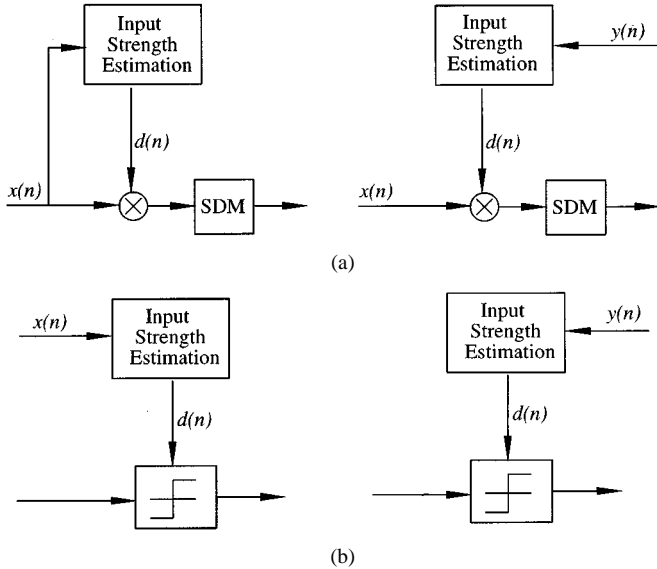 Input
Strength
Estimation
d(n)
x(n)
SDM
Input
Strength
Estimation
y(n)
d(n)
x(n)
SDM
(a)
x(n)
Input
Strength
Estimation
d(n)
Input
Strength
Estimation
y(n)
d(n)
(b)